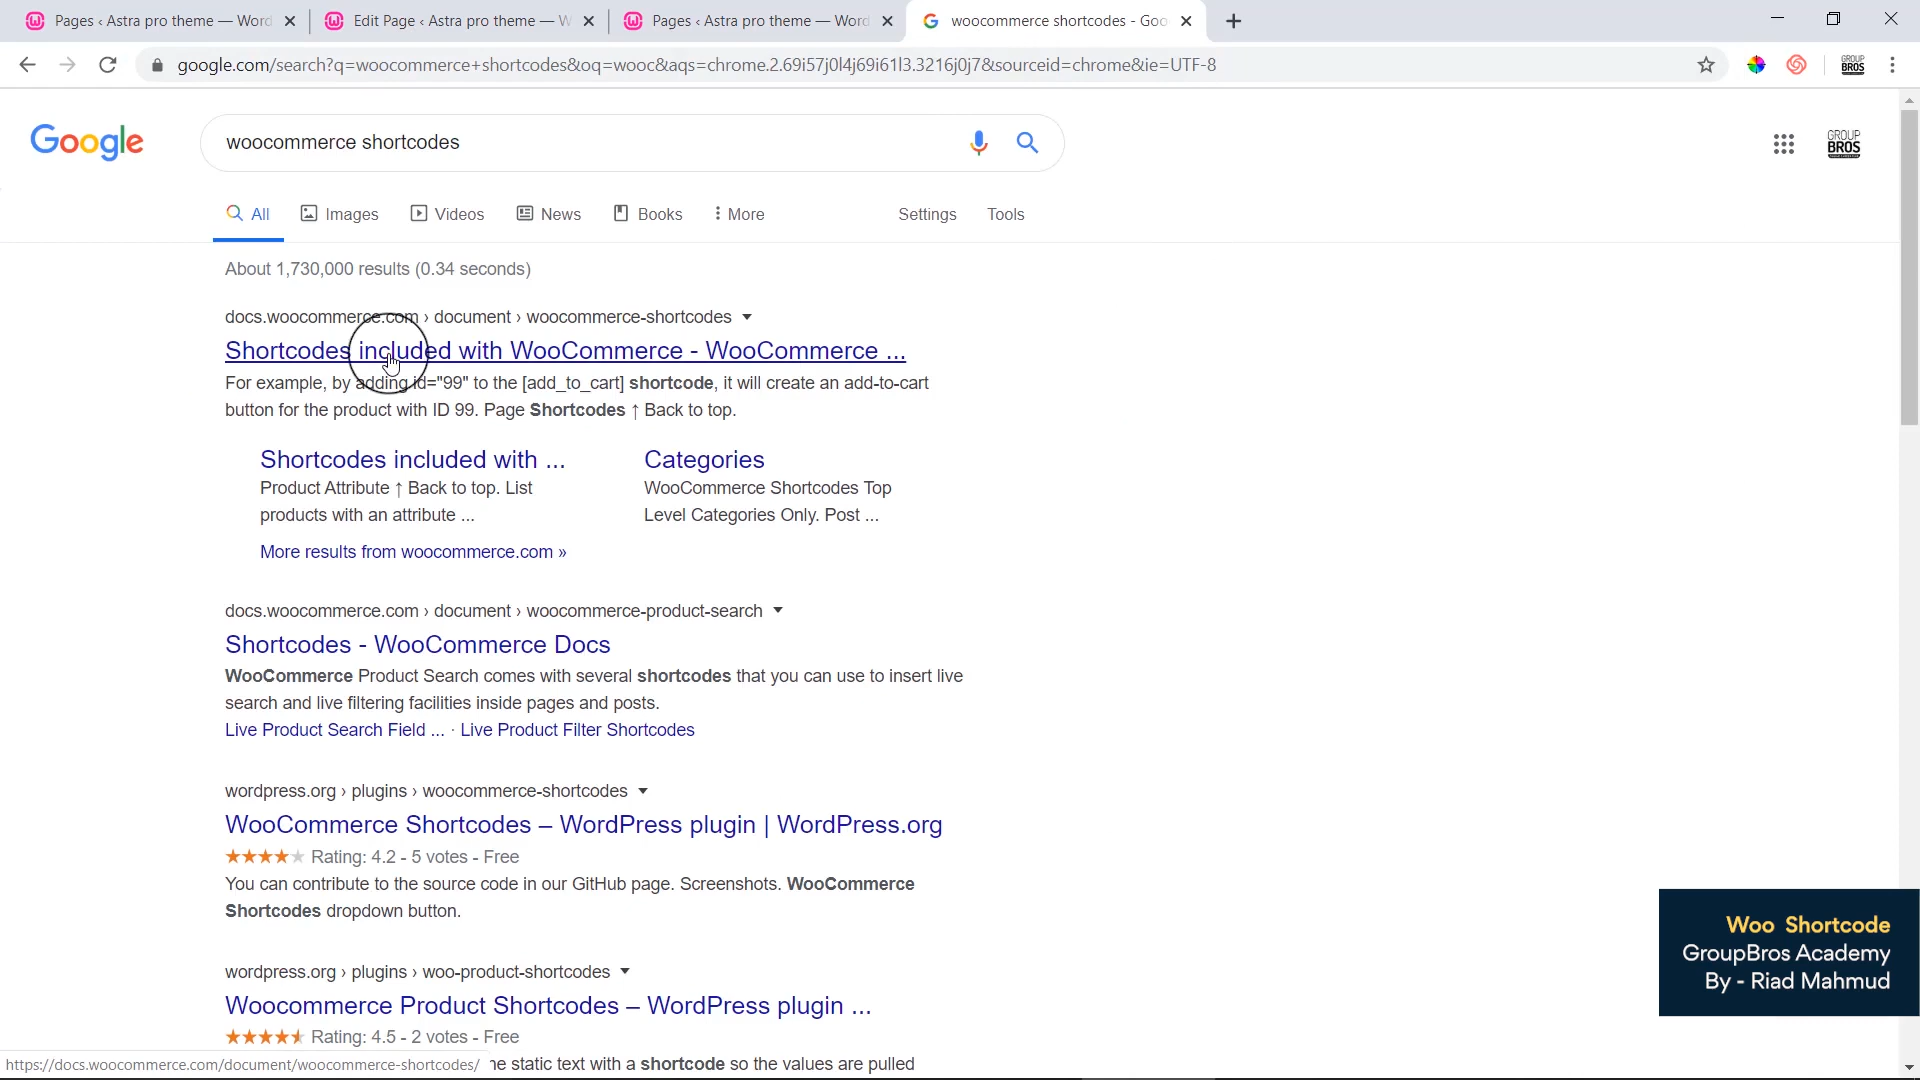 Pages ‹ Astra pro theme — Word
Edit Page ‹ Astra pro theme — W
Pages ‹ Astra pro theme — Word
woocommerce shortcodes - Goo
google.com/search?q=woocommerce+shortcodes&oq=wooc&aqs=chrome.2.69i57j0l4j69i61l3.3216j0j7&sourceid=chrome&ie=UTF-8
GROUP
BROS
Google
woocommerce shortcodes
GROUP
BROS
All
Images
Videos
News
Books
More
Settings
Tools
About 1,730,000 results (0.34 seconds)
docs.woocommerce.com › document › woocommerce-shortcodes
Shortcodes included with WooCommerce - WooCommerce ...
For example, by adding id="99" to the [add_to_cart] shortcode, it will create an add-to-cart
button for the product with ID 99. Page Shortcodes ↑ Back to top.
Shortcodes included with ...
Product Attribute ↑ Back to top. List
products with an attribute ...
Categories
WooCommerce Shortcodes Top
Level Categories Only. Post ...
More results from woocommerce.com »
docs.woocommerce.com › document › woocommerce-product-search
Shortcodes - WooCommerce Docs
WooCommerce Product Search comes with several shortcodes that you can use to insert live
search and live filtering facilities inside pages and posts.
Live Product Search Field ... · Live Product Filter Shortcodes
wordpress.org › plugins › woocommerce-shortcodes
WooCommerce Shortcodes – WordPress plugin | WordPress.org
Rating: 4.2 - 5 votes - Free
You can contribute to the source code in our GitHub page. Screenshots. WooCommerce
Shortcodes dropdown button.
wordpress.org › plugins › woo-product-shortcodes
Woocommerce Product Shortcodes – WordPress plugin ...
Rating: 4.5 - 2 votes - Free
static text with a shortcode so the values are pulled
https://docs.woocommerce.com/document/woocommerce-shortcodes/
Woo Shortcode
GroupBros Academy
By - Riad Mahmud